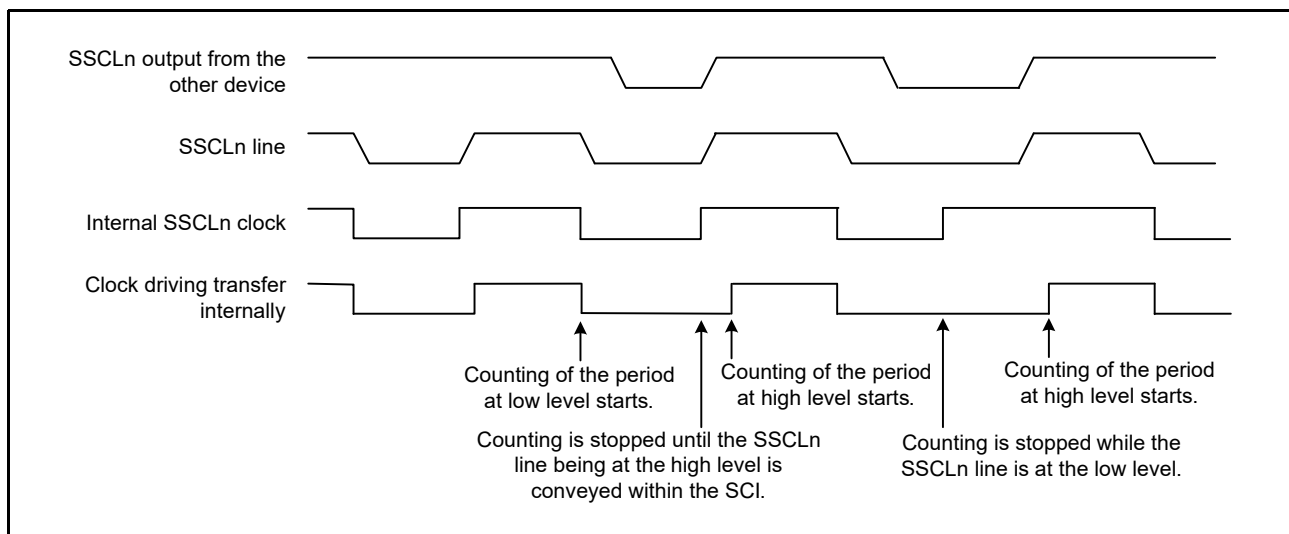 SSCLn output from the
other device
SSCLn line
Internal SSCLn clock
Clock driving transfer
internally
Counting of the period
at low level starts.
Counting of the period
at high level starts.
Counting of the period
at high level starts.
Counting is stopped until the SSCLn
line being at the high level is
conveyed within the SCI.
Counting is stopped while the
SSCLn line is at the low level.